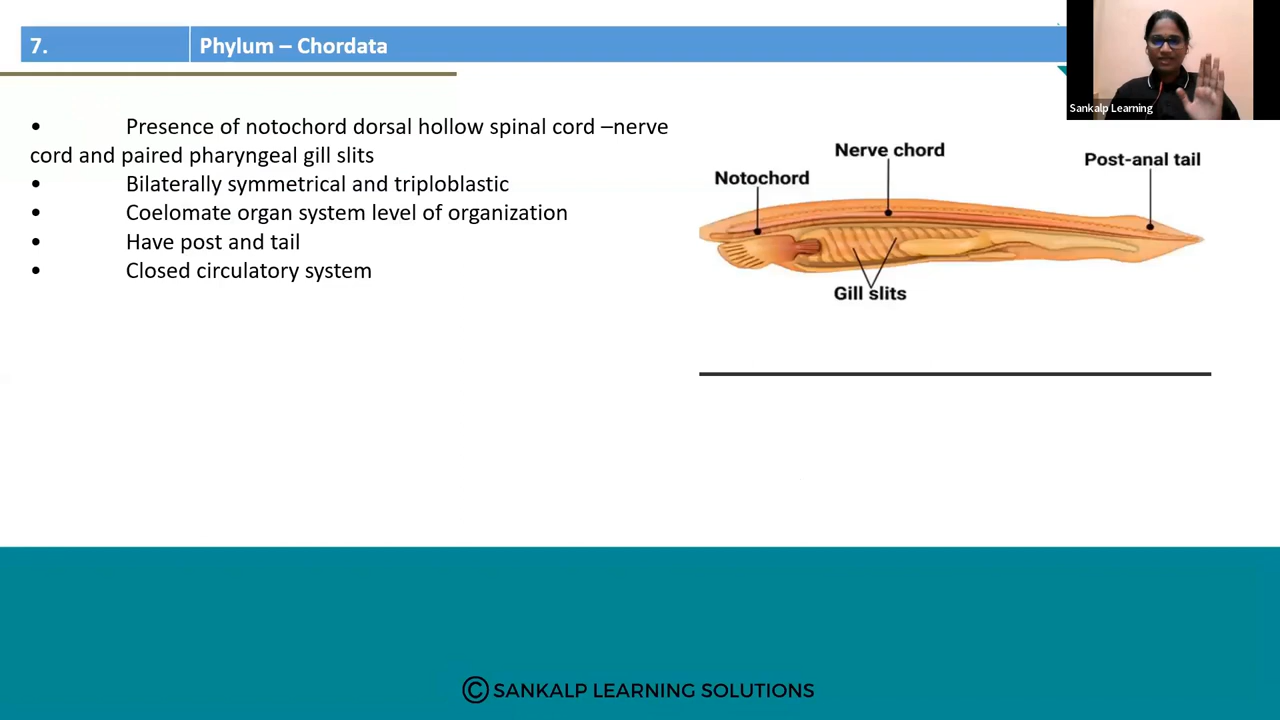 7. Phylum – Chordata
Sankalp Learning
• Presence of notochord dorsal hollow spinal cord –nerve
cord and paired pharyngeal gill slits
• Bilaterally symmetrical and triploblastic
• Coelomate organ system level of organization
• Have post and tail
• Closed circulatory system
Nerve chord
Post-anal tail
Notochord
Gill slits
© SANKALP LEARNING SOLUTIONS